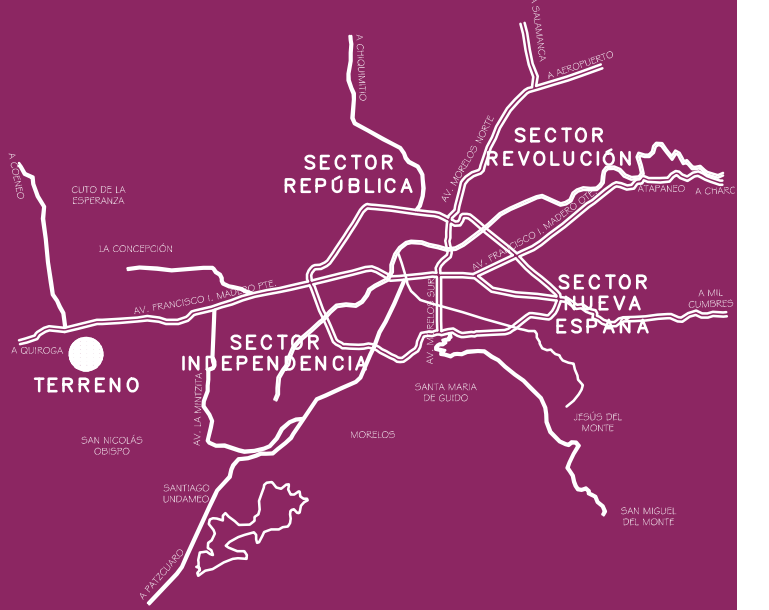 A SALAMANCA
A CHIQUIMITIO
A AEROPUERTO
AV. MORELOS NORTE
SECTOR
REVOLUCIÓN
SECTOR
REPÚBLICA
A COENEO
CUTO DE LA
ESPERANZA
ATAPANEO
A CHARO
AV. FRANCISCO I. MADERO OTE.
LA CONCEPCIÓN
AV. FRANCISCO I. MADERO PTE.
SECTOR
NUEVA
ESPAÑA
A MIL
CUMBRES
AV. MORELOS SUR
A QUIROGA
TERRENO
SECTOR
INDEPENDENCIA
AV. LA MINTZITA
SANTA MARIA
DE GUIDO
JESÚS DEL
MONTE
MORELOS
SAN NICOLÁS
OBISPO
SANTIAGO
UNDAMEO
SAN MIGUEL
DEL MONTE
A PATZCUARO